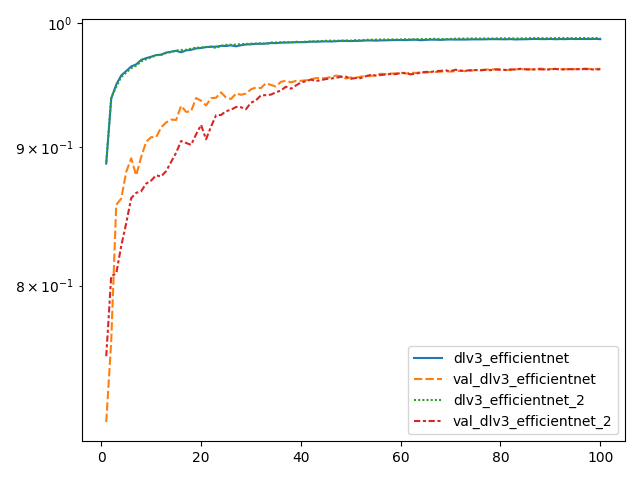 10⁰
9 × 10⁻¹
8 × 10⁻¹
0 20 40 60 80 100
dlv3_efficientnet
val_dlv3_efficientnet
dlv3_efficientnet_2
val_dlv3_efficientnet_2